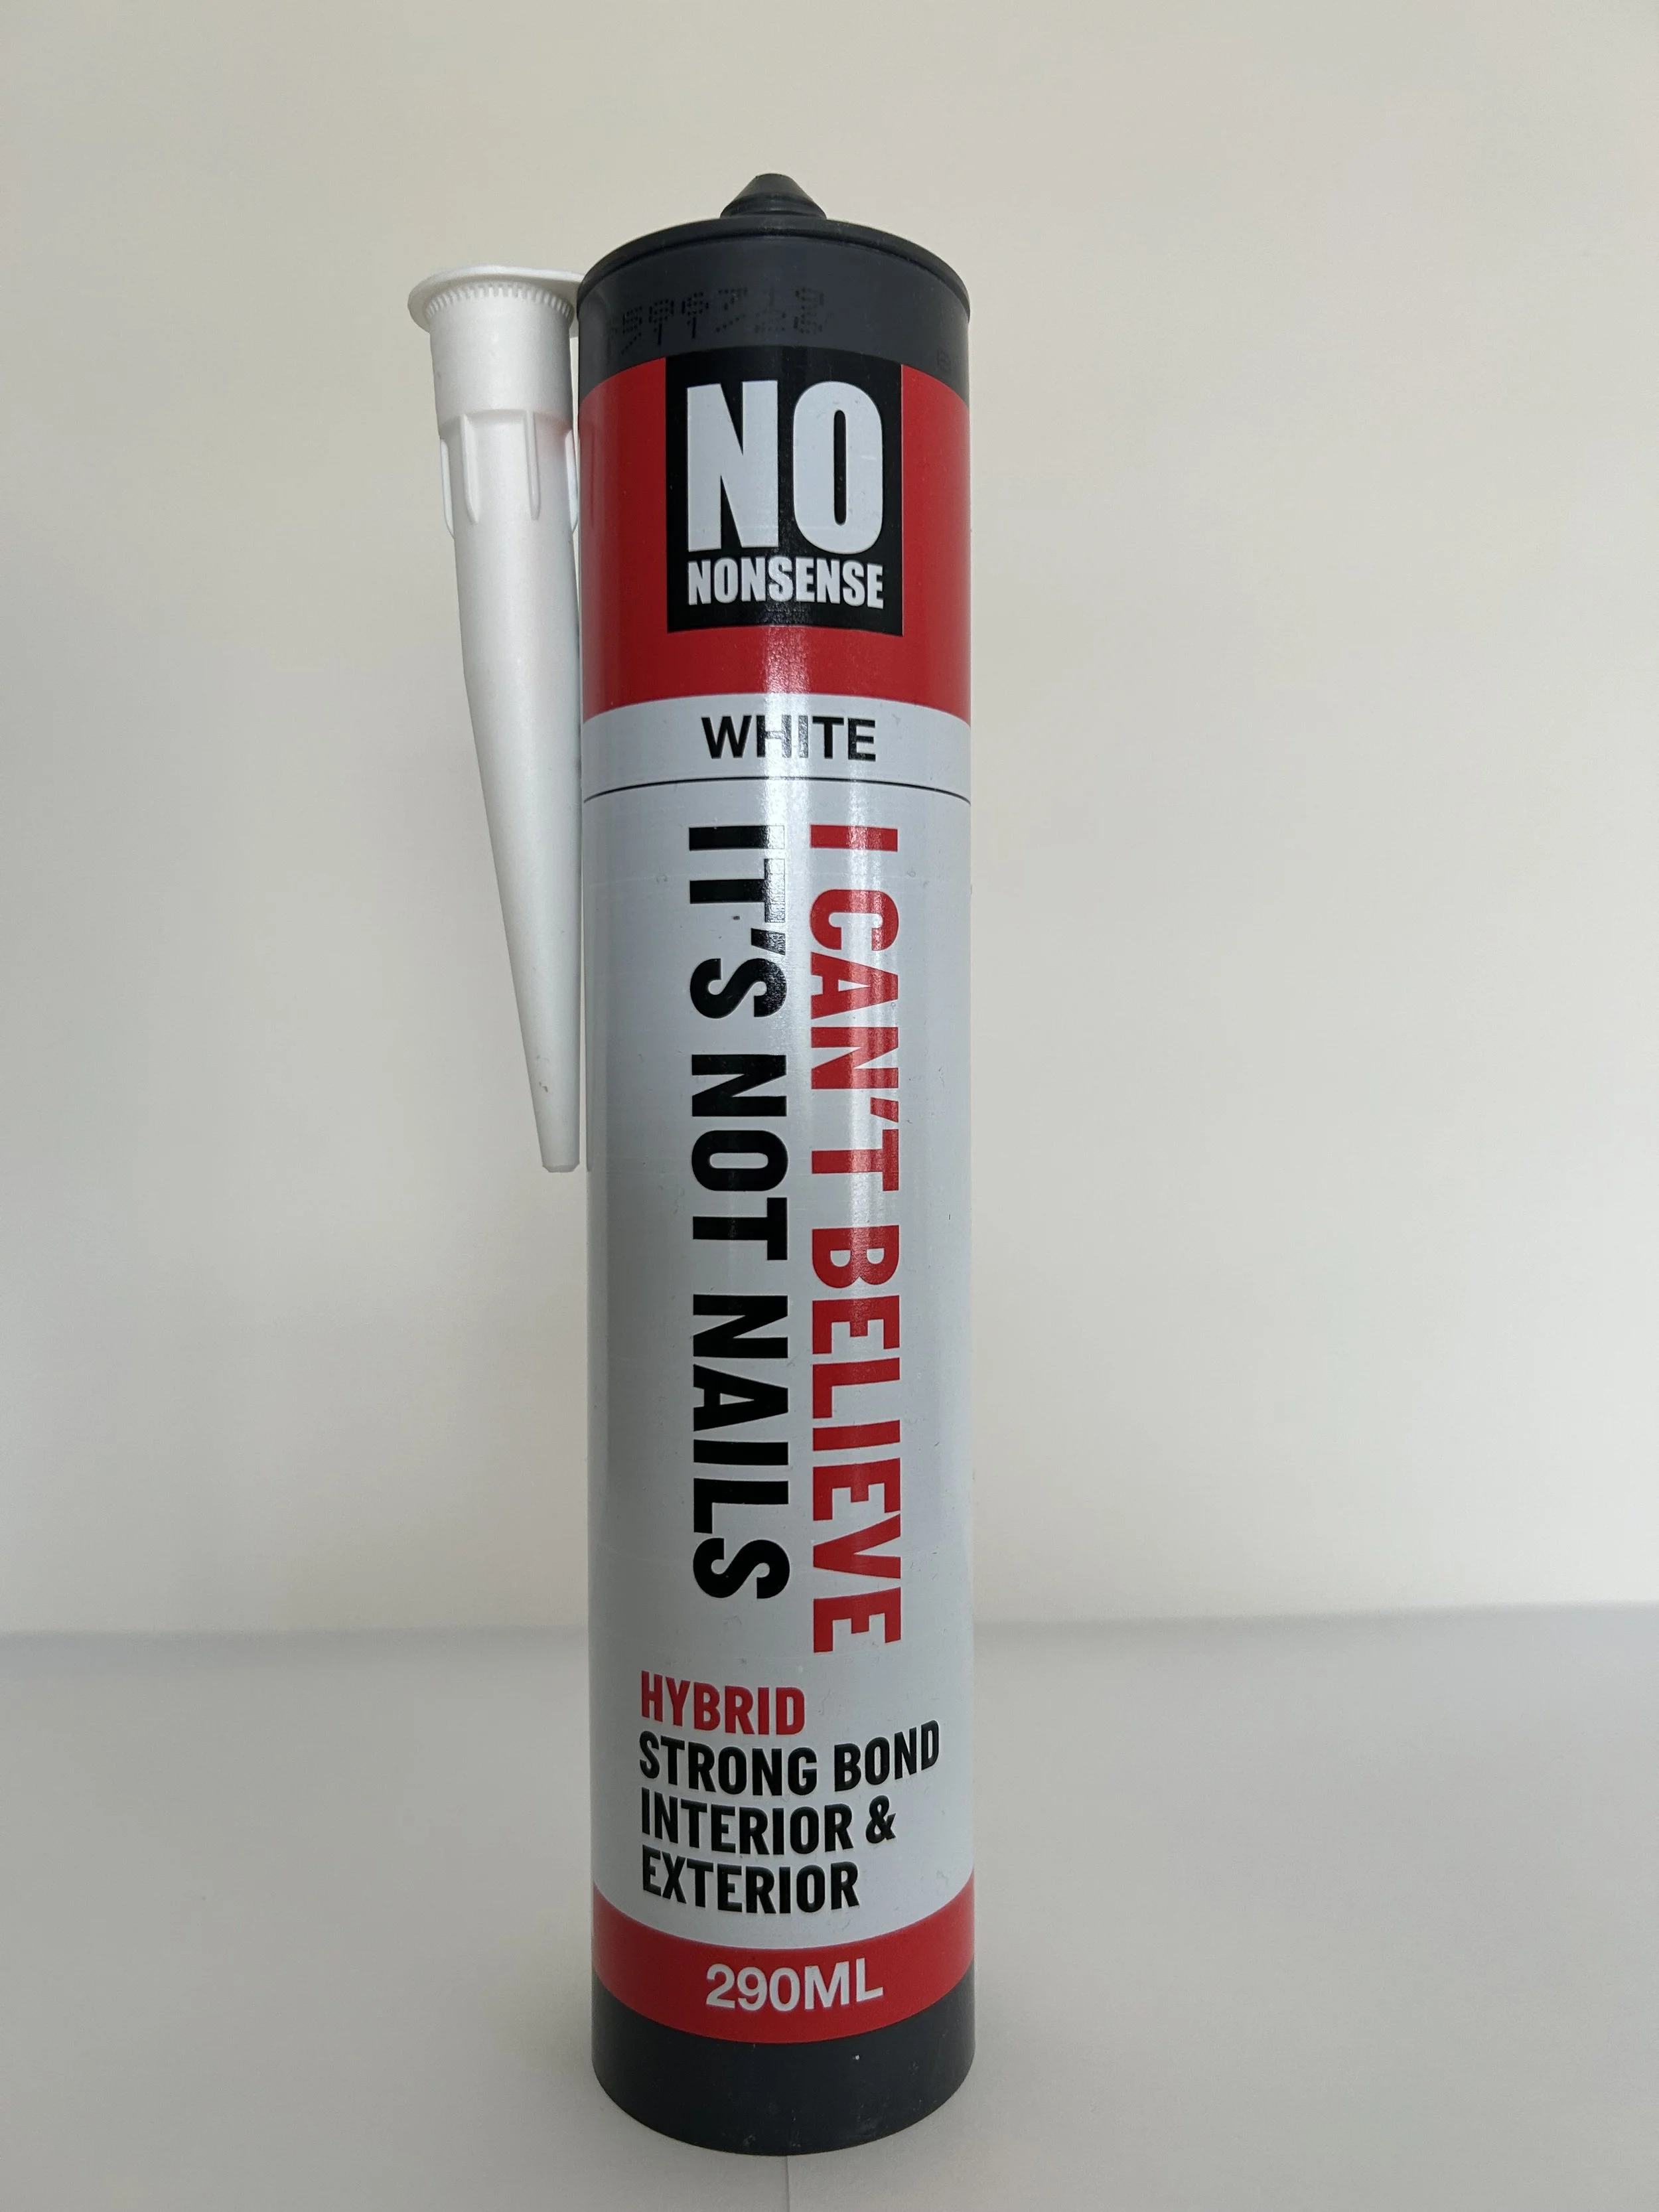 NO
NONSENSE
WHITE
I CAN'T BELIEVE
IT'S NOT NAILS
HYBRID
STRONG BOND
INTERIOR &
EXTERIOR
290ML